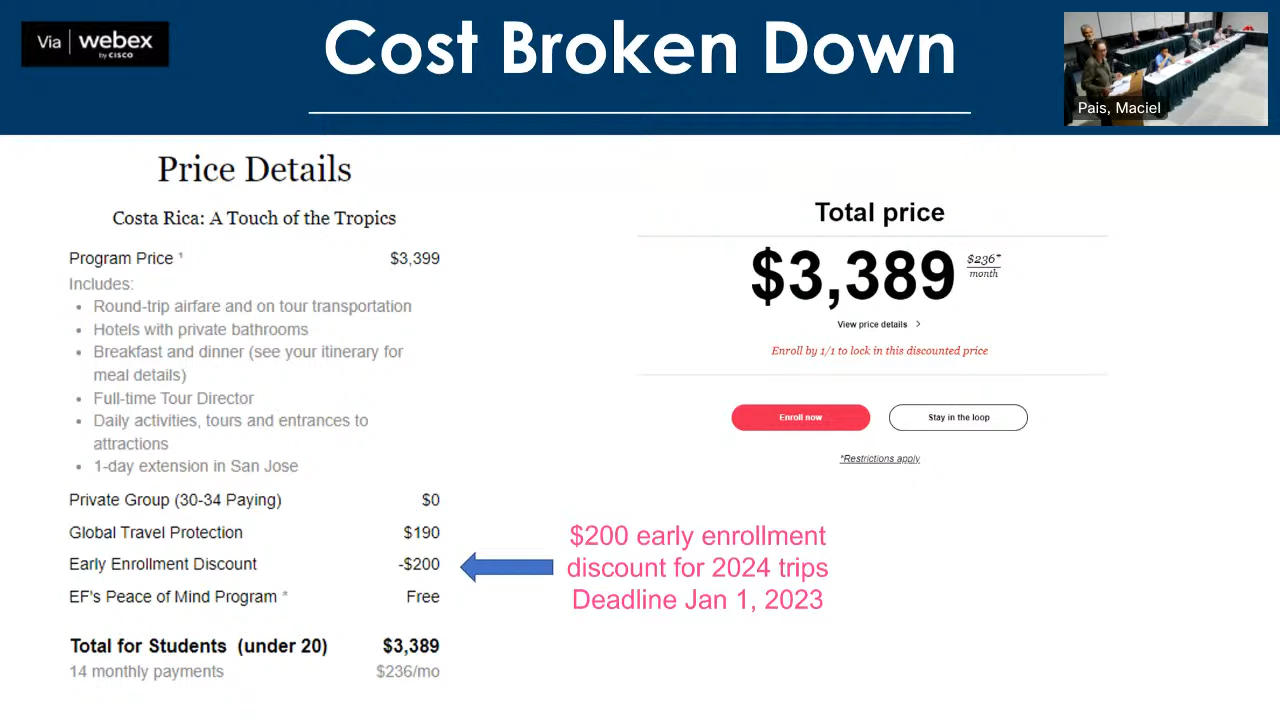 Via | webex
by CISCO
Cost Broken Down
Pais, Maciel
Price Details
Costa Rica: A Touch of the Tropics
Program Price ¹ $3,399
Includes:
• Round-trip airfare and on tour transportation
• Hotels with private bathrooms
• Breakfast and dinner (see your itinerary for
meal details)
• Full-time Tour Director
• Daily activities, tours and entrances to
attractions
• 1-day extension in San Jose
Private Group (30-34 Paying) $0
Global Travel Protection $190
Early Enrollment Discount -$200
EF's Peace of Mind Program * Free
Total for Students (under 20) $3,389
14 monthly payments $236/mo
Total price
$3,389 $236*
month
View price details >
Enroll by 1/1 to lock in this discounted price
Enroll now
Stay in the loop
*Restrictions apply
$200 early enrollment
discount for 2024 trips
Deadline Jan 1, 2023